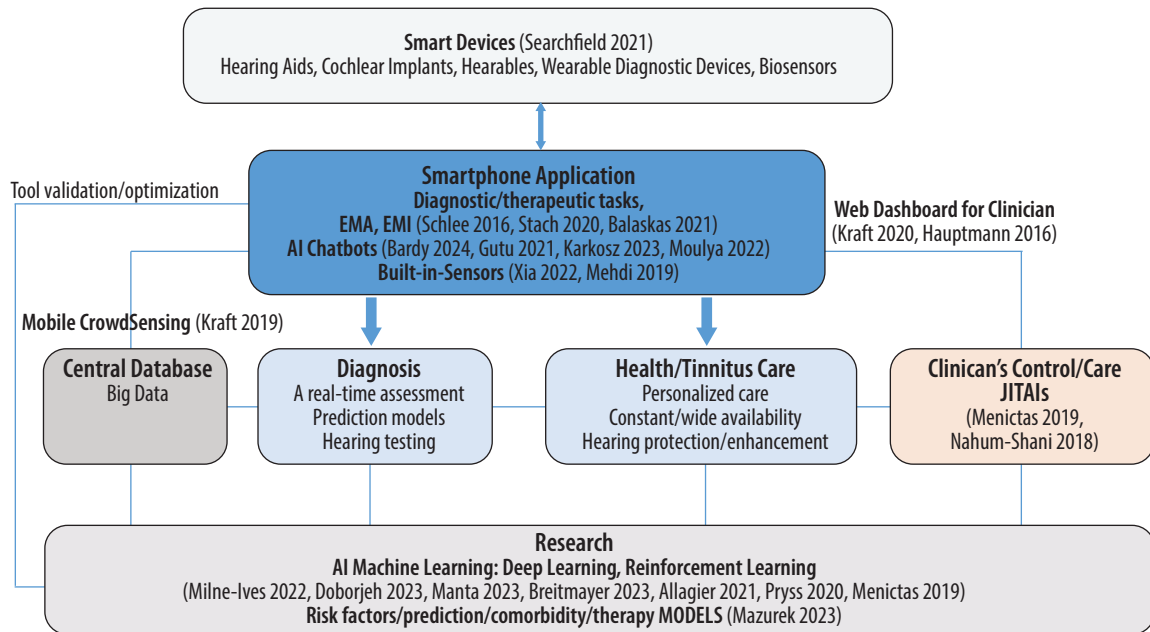 Smart Devices (Searchfield 2021)
Hearing Aids, Cochlear Implants, Hearables, Wearable Diagnostic Devices, Biosensors
Smartphone Application
Diagnostic/therapeutic tasks,
EMA, EMI (Schlee 2016, Stach 2020, Balaskas 2021)
AI Chatbots (Bardy 2024, Gutu 2021, Karkosz 2023, Moulya 2022)
Built-in-Sensors (Xia 2022, Mehdi 2019)
Tool validation/optimization
Web Dashboard for Clinician
(Kraft 2020, Hauptmann 2016)
Mobile CrowdSensing (Kraft 2019)
Central Database
Big Data
Diagnosis
A real-time assessment
Prediction models
Hearing testing
Health/Tinnitus Care
Personalized care
Constant/wide availability
Hearing protection/enhancement
Clinican's Control/Care
JITAIs
(Menictas 2019,
Nahum-Shani 2018)
Research
AI Machine Learning: Deep Learning, Reinforcement Learning
(Milne-Ives 2022, Doborjeh 2023, Manta 2023, Breitmayer 2023, Allagier 2021, Pryss 2020, Menictas 2019)
Risk factors/prediction/comorbidity/therapy MODELS (Mazurek 2023)